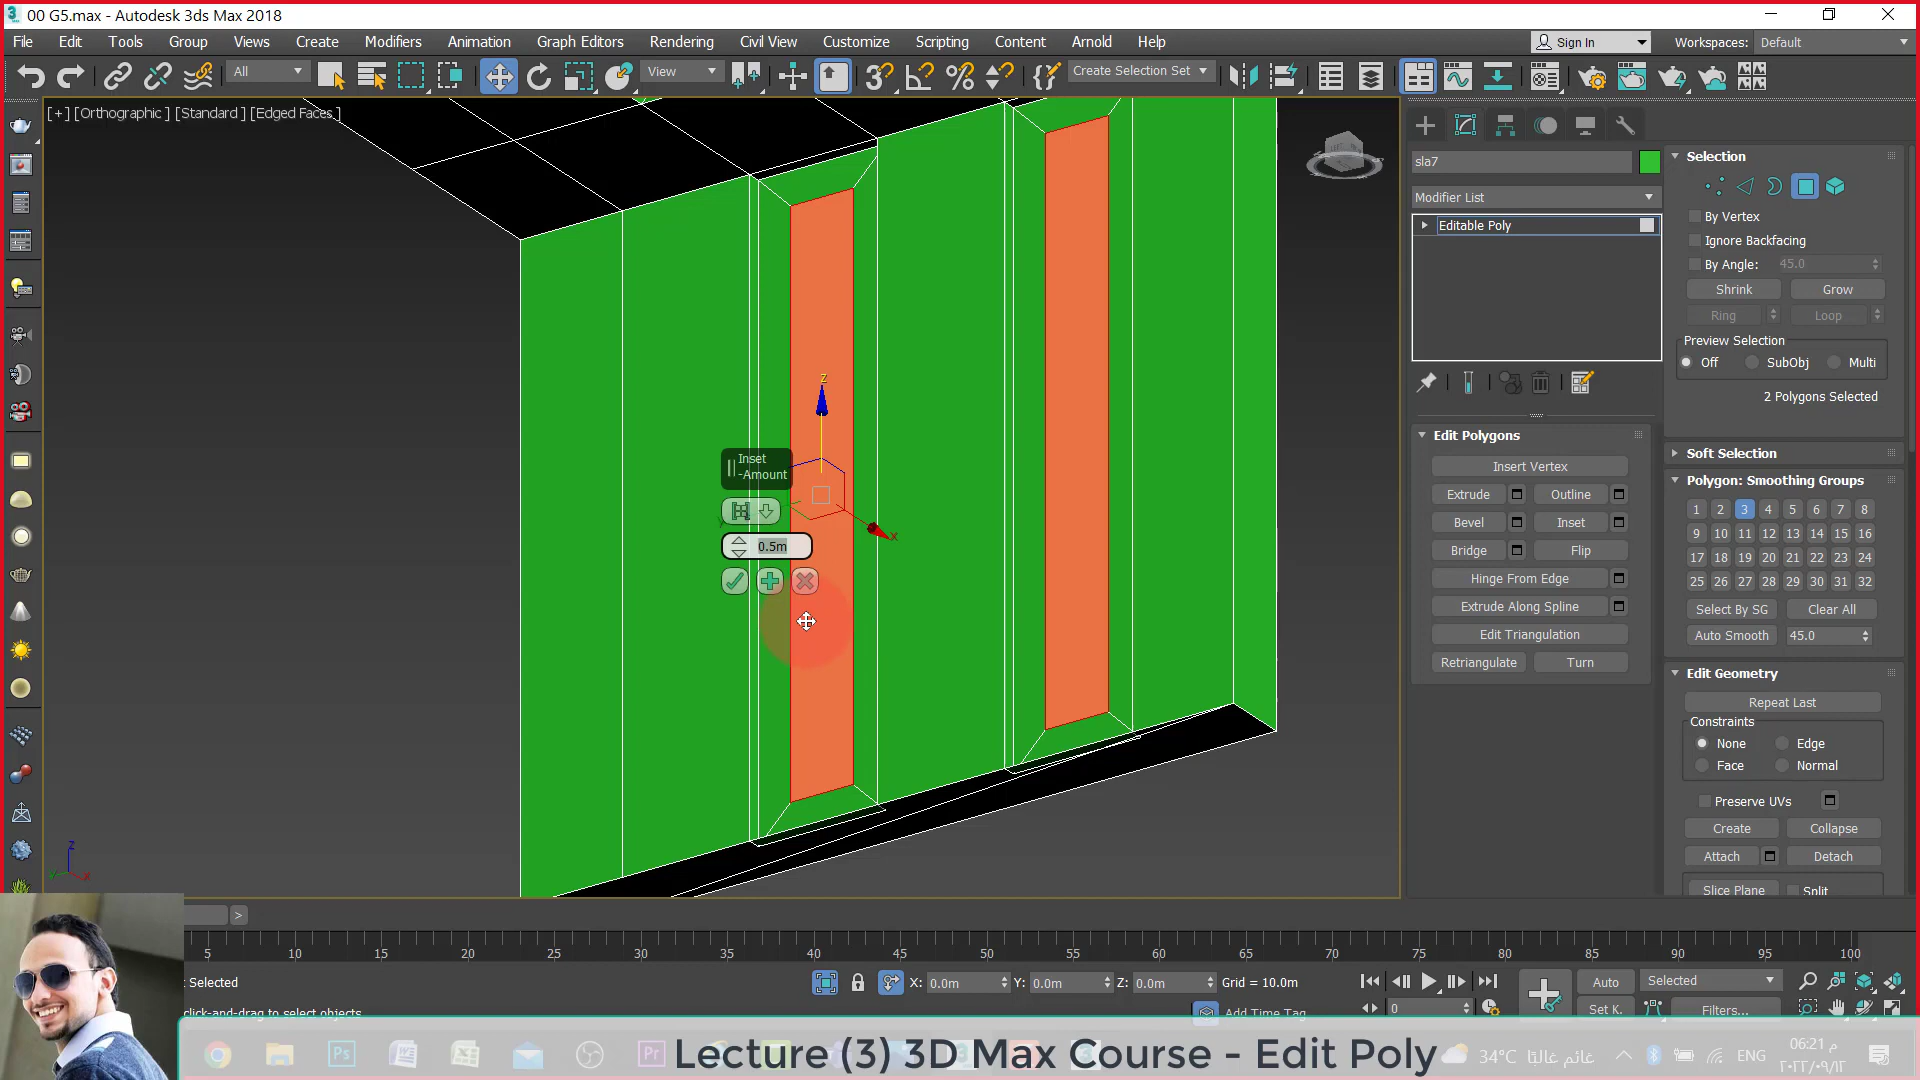 00 G5.max - Autodesk 3ds Max 2018
File Edit Tools Group Views Create Modifiers Animation Graph Editors Rendering Civil View Customize Scripting Content Arnold Help
Sign In Workspaces: Default
All View Create Selection Set
[+] [Orthographic ] [Standard ] [Edged Faces ]
sla7
Modifier List
Editable Poly
Edit Polygons
Insert Vertex
Extrude Outline
Bevel Inset
Bridge Flip
Hinge From Edge
Extrude Along Spline
Edit Triangulation
Retriangulate Turn
Selection
By Vertex
Ignore Backfacing
By Angle: 45.0
Shrink Grow
Ring Loop
Preview Selection
Off SubObj Multi
2 Polygons Selected
Soft Selection
Polygon: Smoothing Groups
1 2 3 4 5 6 7 8
9 10 11 12 13 14 15 16
17 18 19 20 21 22 23 24
25 26 27 28 29 30 31 32
Select By SG Clear All
Auto Smooth 45.0
Edit Geometry
Repeat Last
Constraints
None Edge
Face Normal
Preserve UVs
Create Collapse
Attach Detach
Slice Plane Split
z
Inset
-Amount
x
y
0.5m
z
x
>
5 10 15 20 25 30 35 40 45 50 55 60 65 70 75 80 85 90 95 100
Selected
X: 0.0m Y: 0.0m Z: 0.0m Grid = 10.0m
Auto Selected
click-and-drag to select objects
Add Time Tag
0
Set K. Filters...
Lecture (3) 3D Max Course - Edit Poly
34°C غائم غالبًا
ENG
06:21 م
٢٠٢٢/٠٩/١٢